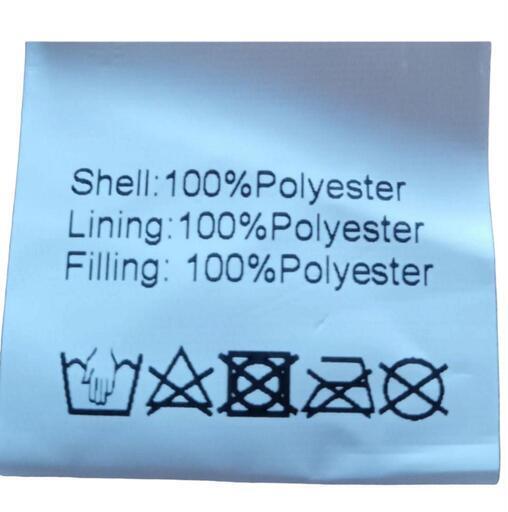 Shell:100%Polyester
Lining:100%Polyester
Filling: 100%Polyester